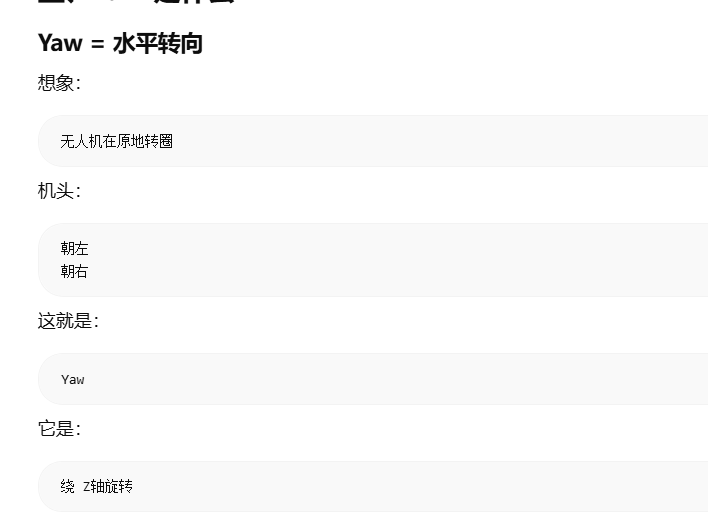 Yaw = 水平转向
想象：
无人机在原地转圈
机头：
朝左
朝右
这就是：
Yaw
它是：
绕 Z轴旋转